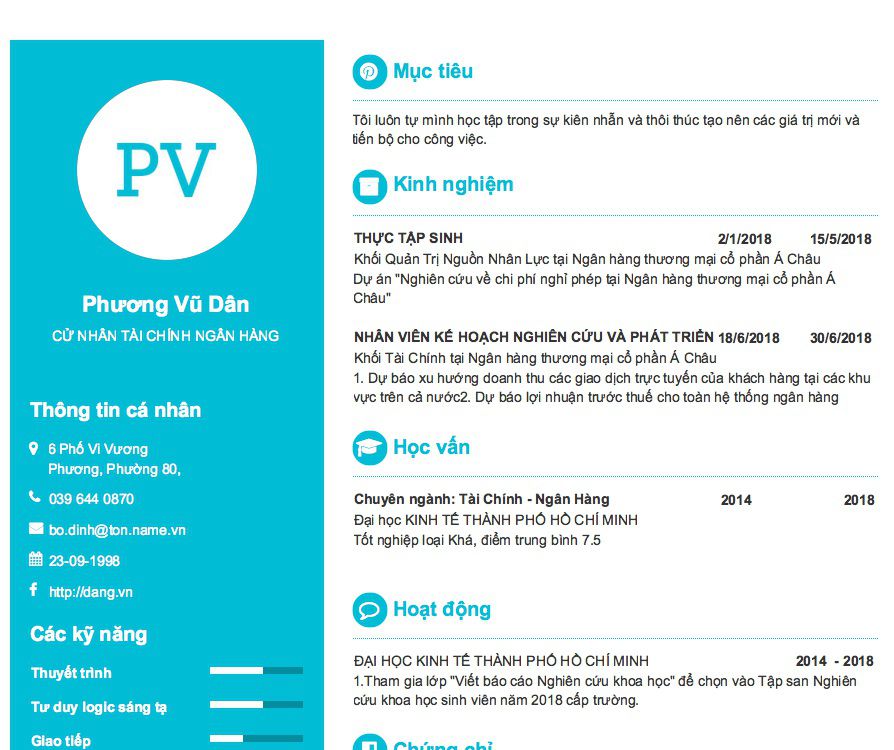 PV
Phương Vũ Dân
CỬ NHÂN TÀI CHÍNH NGÂN HÀNG
Thông tin cá nhân
6 Phố Vi Vương
Phương, Phường 80,
039 644 0870
bo.dinh@ton.name.vn
23-09-1998
http://dang.vn
Các kỹ năng
Thuyết trình
Tư duy logic sáng tạ
Giao tiếp
Mục tiêu
Tôi luôn tự mình học tập trong sự kiên nhẫn và thôi thúc tạo nên các giá trị mới và
tiến bộ cho công việc.
Kinh nghiệm
THỰC TẬP SINH 2/1/2018 15/5/2018
Khối Quản Trị Nguồn Nhân Lực tại Ngân hàng thương mại cổ phần Á Châu
Dự án "Nghiên cứu về chi phí nghỉ phép tại Ngân hàng thương mại cổ phần Á
Châu"
NHÂN VIÊN KẾ HOẠCH NGHIÊN CỨU VÀ PHÁT TRIỂN 18/6/2018 30/6/2018
Khối Tài Chính tại Ngân hàng thương mại cổ phần Á Châu
1. Dự báo xu hướng doanh thu các giao dịch trực tuyến của khách hàng tại các khu
vực trên cả nước2. Dự báo lợi nhuận trước thuế cho toàn hệ thống ngân hàng
Học vấn
Chuyên ngành: Tài Chính - Ngân Hàng 2014 2018
Đại học KINH TẾ THÀNH PHỐ HỒ CHÍ MINH
Tốt nghiệp loại Khá, điểm trung bình 7.5
Hoạt động
ĐẠI HỌC KINH TẾ THÀNH PHỐ HỒ CHÍ MINH 2014 - 2018
1.Tham gia lớp "Viết báo cáo Nghiên cứu khoa học" để chọn vào Tập san Nghiên
cứu khoa học sinh viên năm 2018 cấp trường.
Chứng chỉ